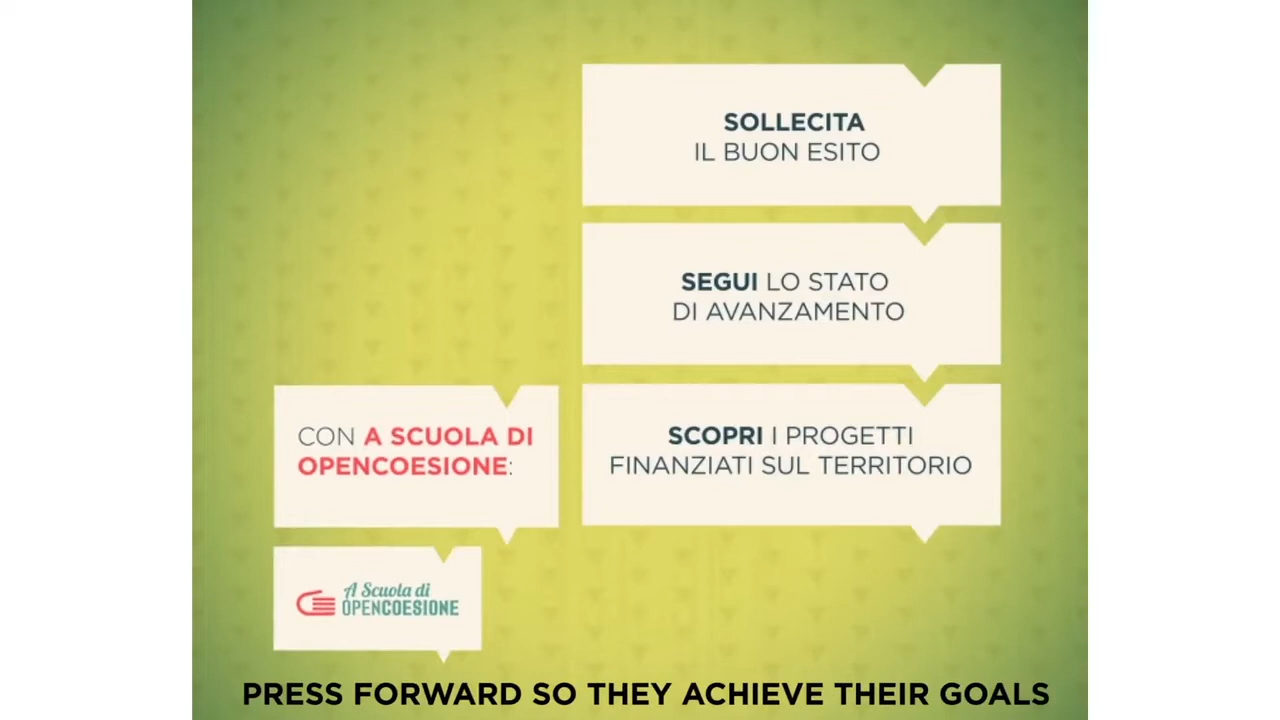 SOLLECITA
IL BUON ESITO
SEGUI LO STATO
DI AVANZAMENTO
CON A SCUOLA DI
OPENCOESIONE:
SCOPRI I PROGETTI
FINANZIATI SUL TERRITORIO
A Scuola di
OPENCOESIONE
PRESS FORWARD SO THEY ACHIEVE THEIR GOALS